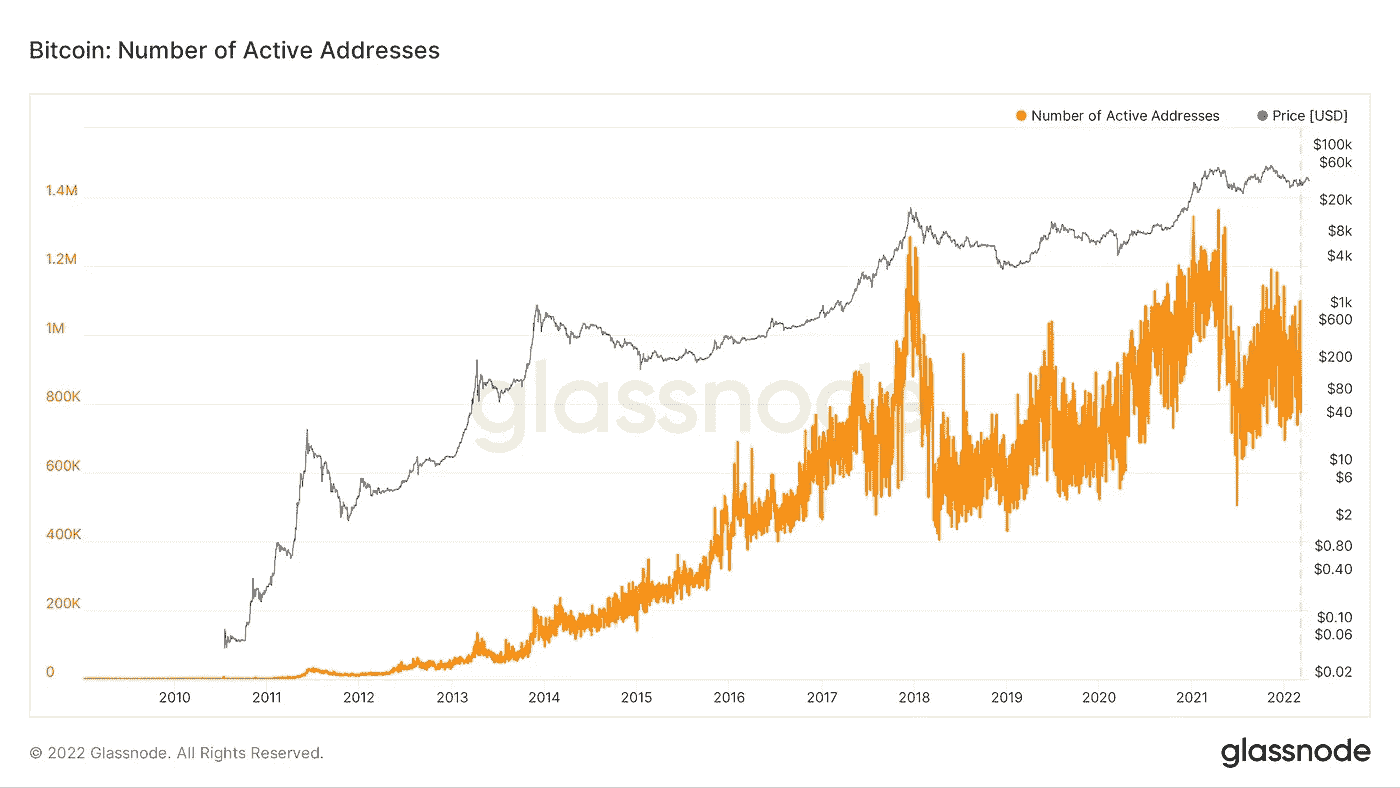 Bitcoin: Number of Active Addresses
Number of Active Addresses Price [USD]
1.4M
1.2M
1M
800K
600K
400K
200K
0
$100k
$60k
$20k
$8k
$4k
$1k
$600
$200
$80
$40
$10
$6
$2
$0.80
$0.40
$0.10
$0.06
$0.02
glassnode
2010 2011 2012 2013 2014 2015 2016 2017 2018 2019 2020 2021 2022
© 2022 Glassnode. All Rights Reserved.
glassnode